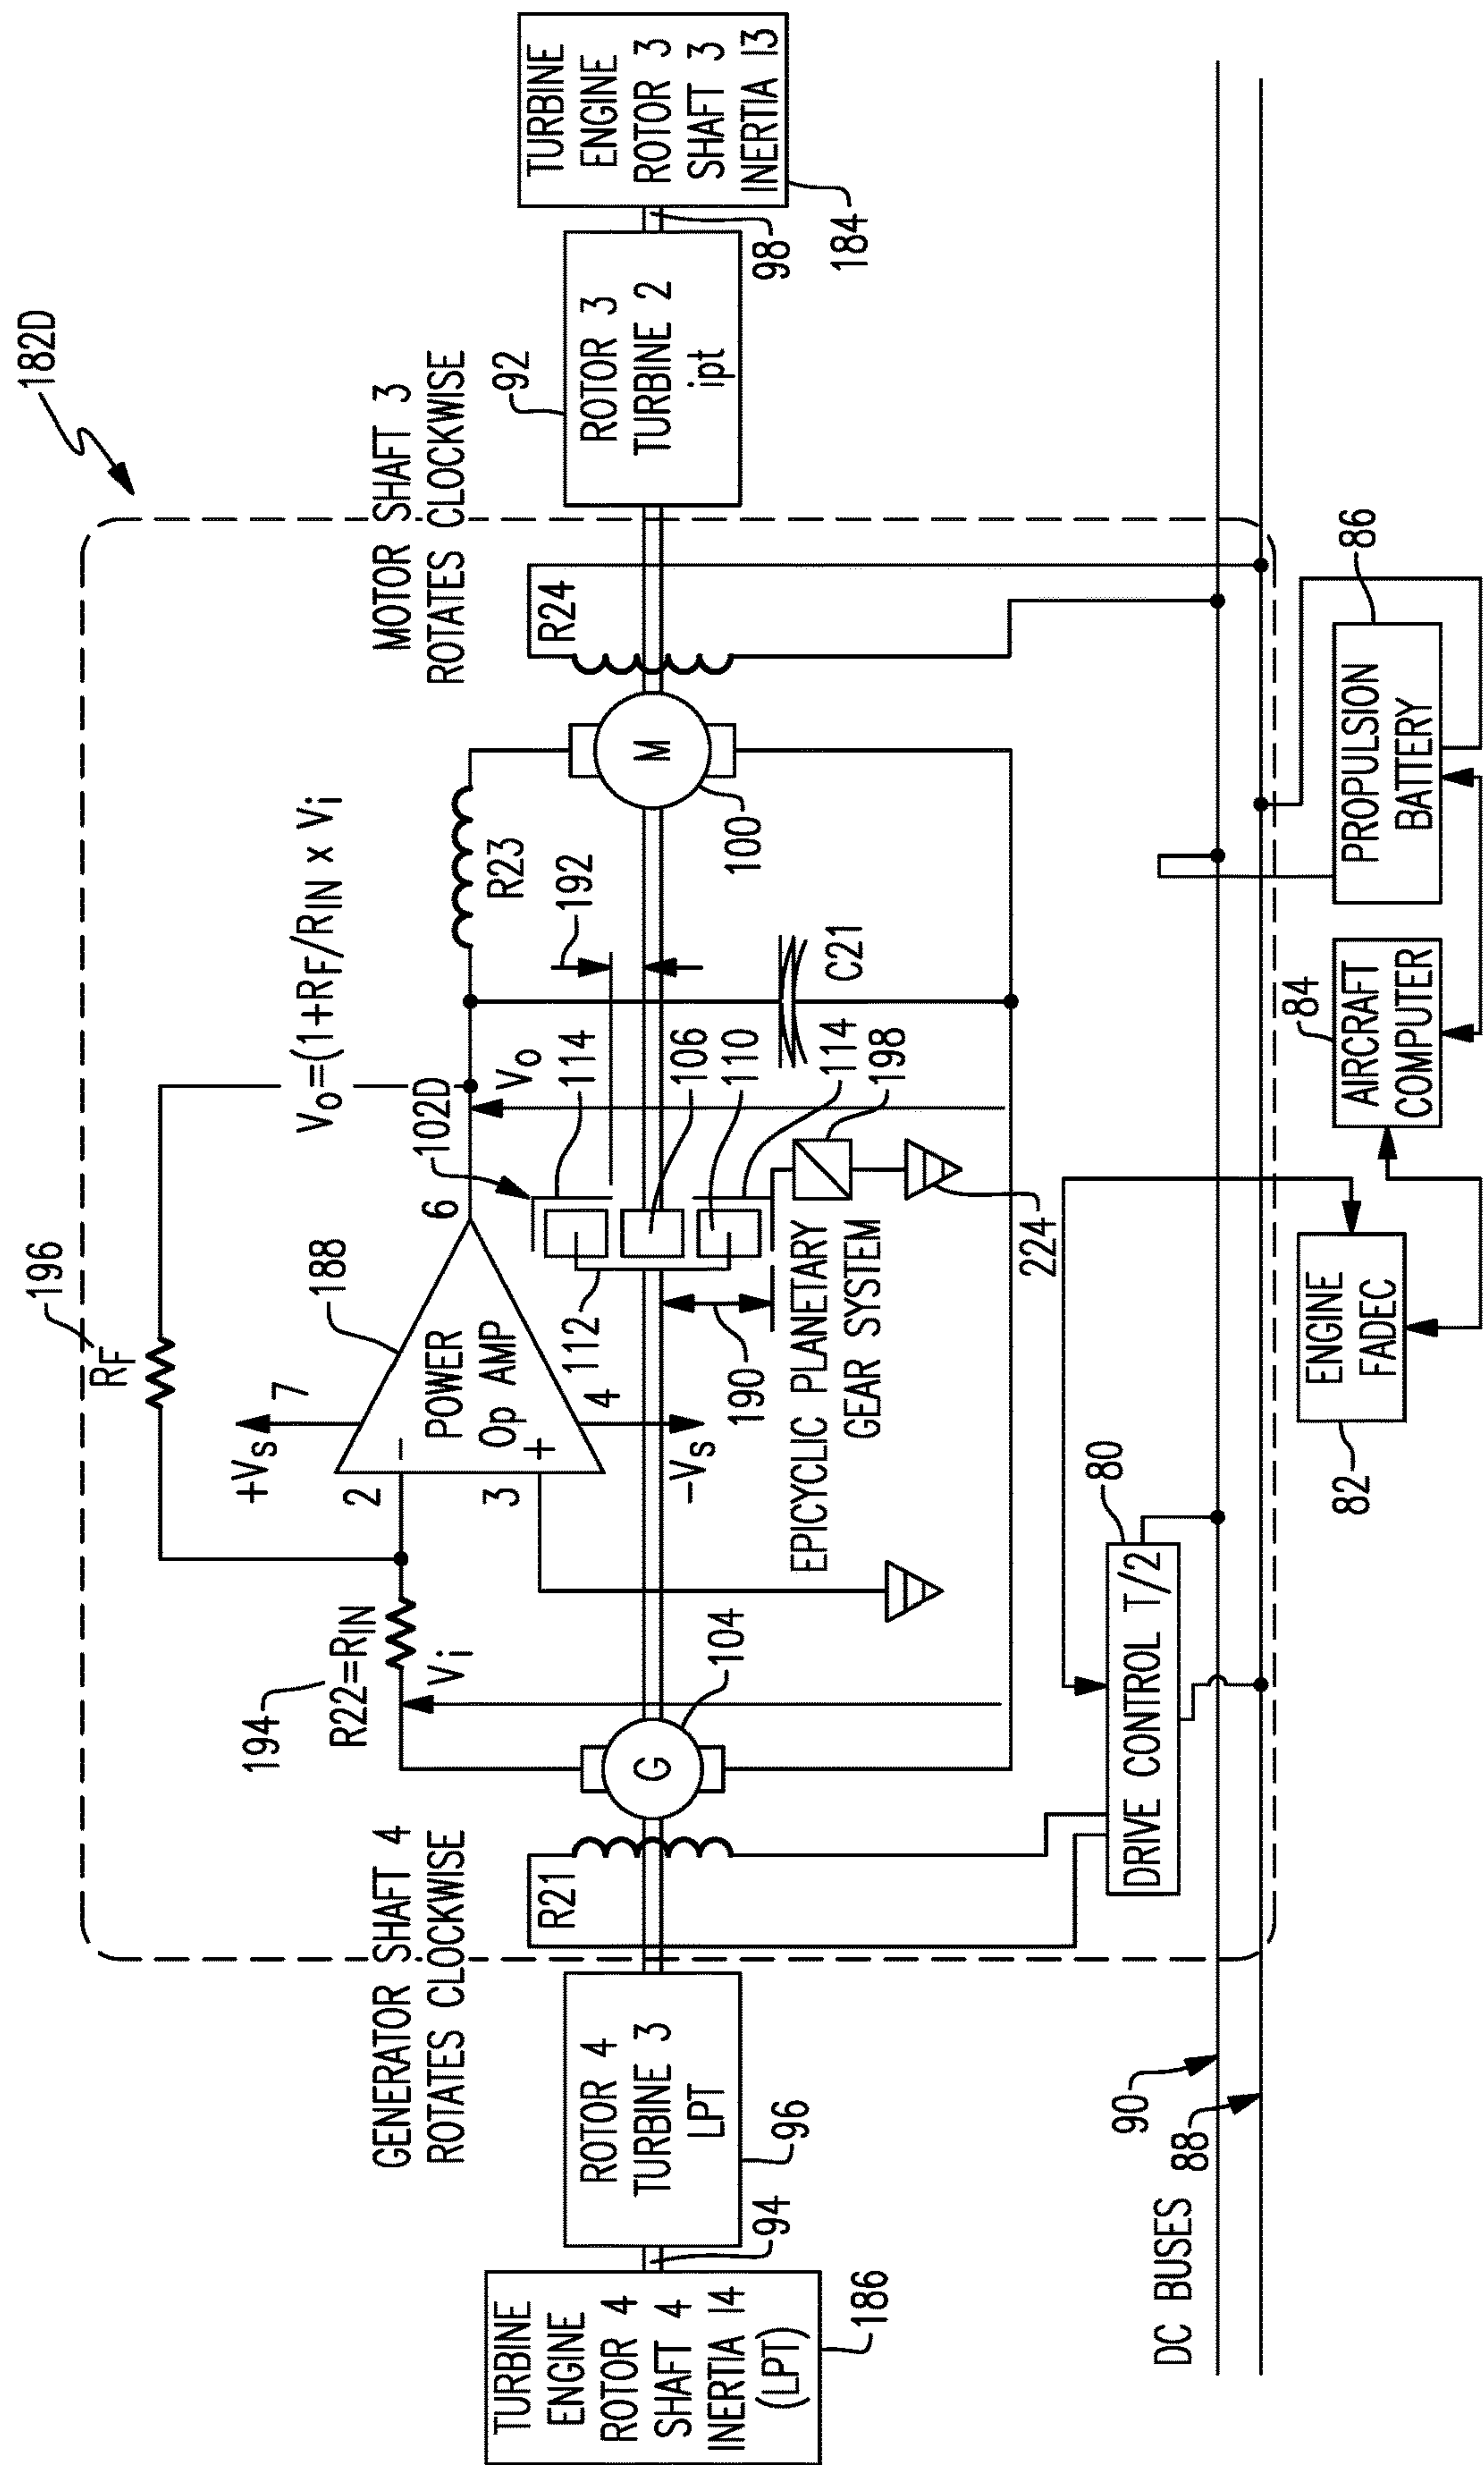 182D
196
RF
188
+VS
7
2
3
POWER
Op AMP
-
+
4
6
-VS
194
R22=RIN
Vi
Vo=(1+RF/RIN x Vi
102D
Vo
114
192
R23
GENERATOR SHAFT 4
ROTATES CLOCKWISE
MOTOR SHAFT 3
ROTATES CLOCKWISE
TURBINE
ENGINE
ROTOR 4
SHAFT 4
INERTIA 14
(LPT)
186
94
ROTOR 4
TURBINE 3
LPT
96
R21
G
104
112
190
106
110
114
198
C21
EPICYCLIC PLANETARY
GEAR SYSTEM
224
M
100
R24
92
ROTOR 3
TURBINE 2
ipt
98
TURBINE
ENGINE
ROTOR 3
SHAFT 3
INERTIA 13
184
DRIVE CONTROL T/2
80
DC BUSES
90
88
82
ENGINE
FADEC
84
AIRCRAFT
COMPUTER
PROPULSION
BATTERY
86